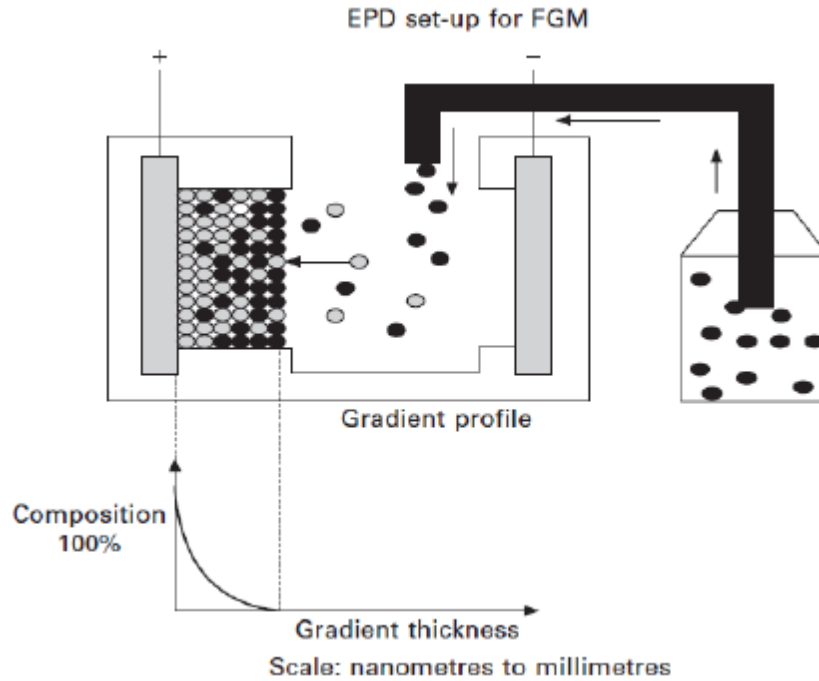 EPD set-up for FGM
+
−
Gradient profile
Composition
100%
Gradient thickness
Scale: nanometres to millimetres